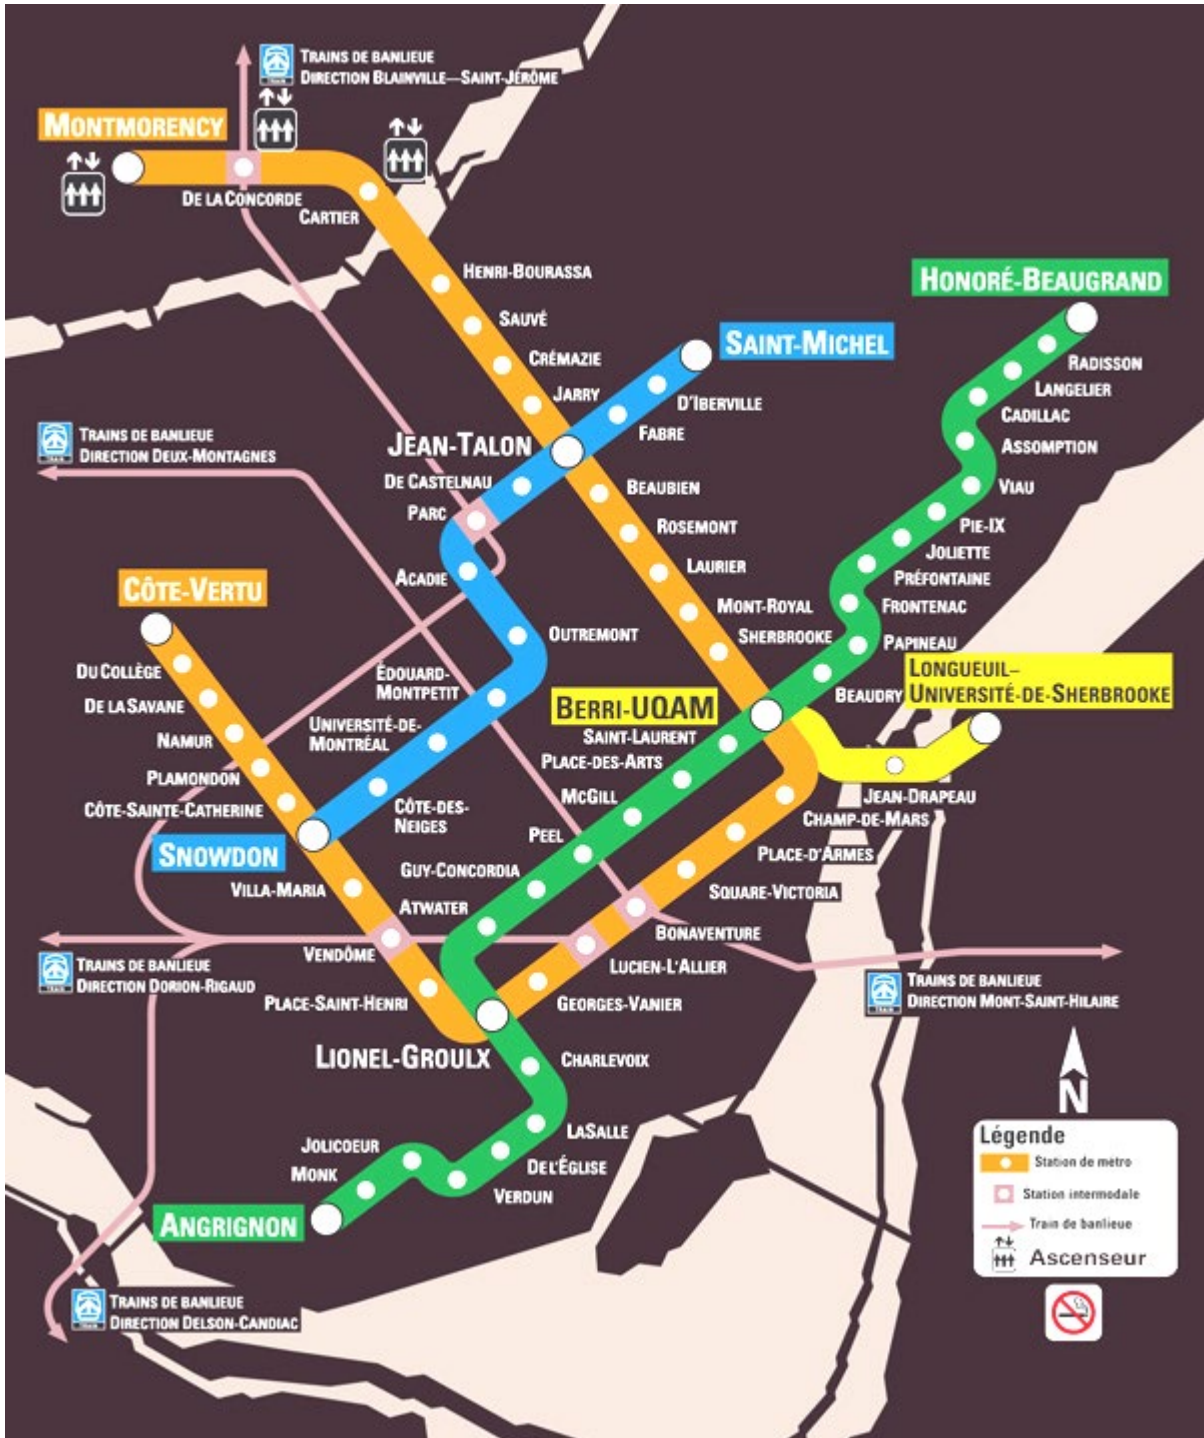 TRAINS DE BANLIEUE
DIRECTION BLAINVILLE—SAINT-JÉRÔME
MONTMORENCY
DE LA CONCORDE
CARTIER
HENRI-BOURASSA
SAUVÉ
CRÉMAZIE
JARRY
HONORÉ-BEAUGRAND
SAINT-MICHEL
RADISSON
LANGELIER
CADILLAC
ASSOMPTION
VIAU
PIE-IX
JOLIETTE
PRÉFONTAINE
FRONTENAC
PAPINEAU
BEAUDRY
D'IBERVILLE
FABRE
JEAN-TALON
DE CASTELNAU
PARC
ACADIE
OUTREMONT
ÉDOUARD-
MONTPETIT
UNIVERSITÉ-DE-
MONTRÉAL
CÔTE-DES-
NEIGES
BEAUBIEN
ROSEMONT
LAURIER
MONT-ROYAL
SHERBROOKE
TRAINS DE BANLIEUE
DIRECTION DEUX-MONTAGNES
CÔTE-VERTU
DU COLLÈGE
DE LA SAVANE
NAMUR
PLAMONDON
CÔTE-SAINTE-CATHERINE
SNOWDON
VILLA-MARIA
VENDÔME
PLACE-SAINT-HENRI
LIONEL-GROULX
LONGUEUIL–
UNIVERSITÉ-DE-SHERBROOKE
BERRI-UQAM
SAINT-LAURENT
PLACE-DES-ARTS
MCGILL
PEEL
GUY-CONCORDIA
ATWATER
JEAN-DRAPEAU
CHAMP-DE-MARS
PLACE-D'ARMES
SQUARE-VICTORIA
BONAVENTURE
LUCIEN-L'ALLIER
GEORGES-VANIER
CHARLEVOIX
LASALLE
DE L'ÉGLISE
VERDUN
JOLICOEUR
MONK
ANGRIGNON
TRAINS DE BANLIEUE
DIRECTION DORION-RIGAUD
TRAINS DE BANLIEUE
DIRECTION MONT-SAINT-HILAIRE
TRAINS DE BANLIEUE
DIRECTION DELSON-CANDIAC
N
Légende
Station de métro
Station intermodale
Train de banlieue
Ascenseur